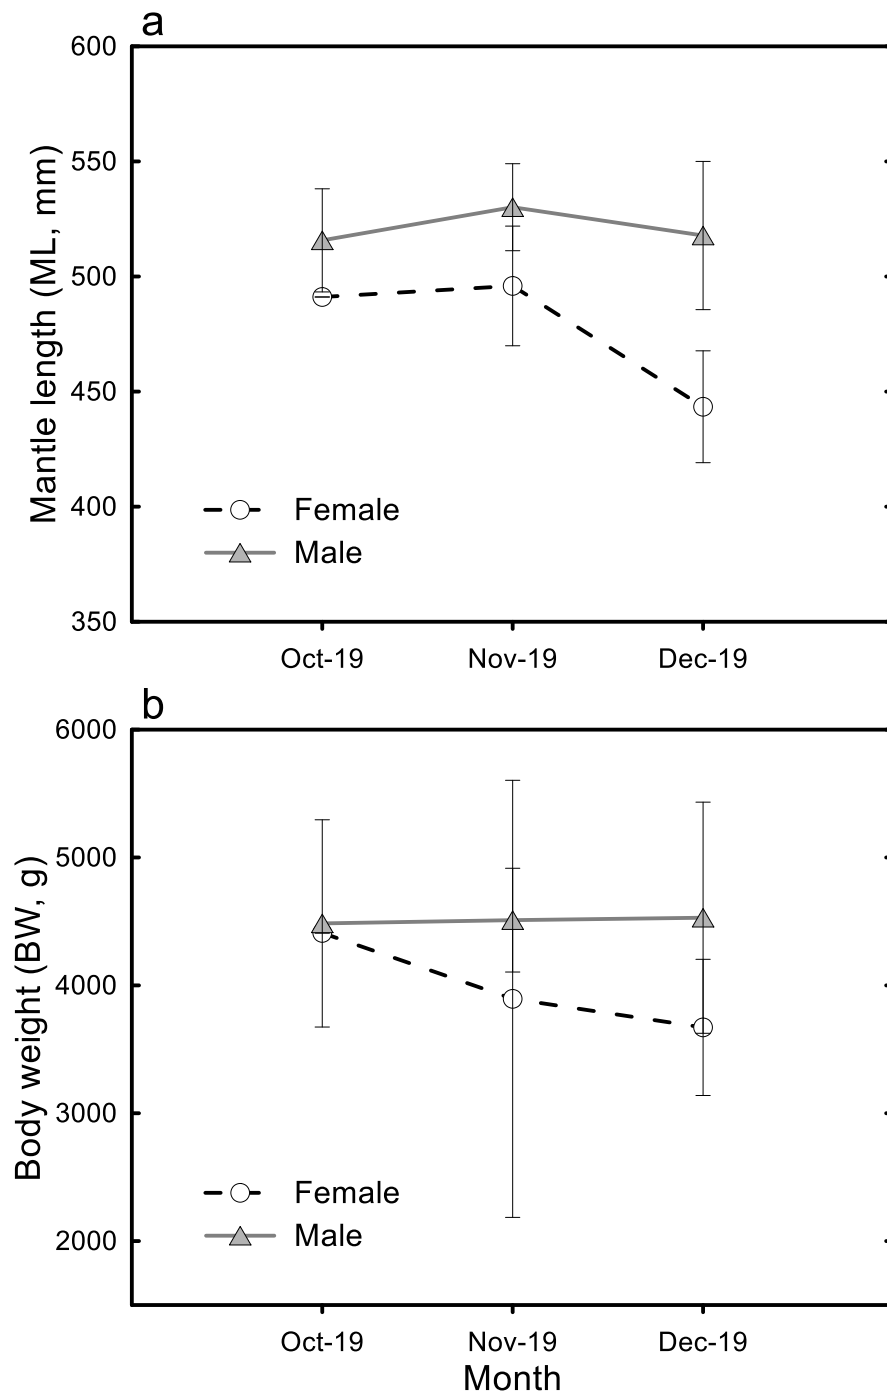 a
600
550
500
450
400
350
Mantle length (ML, mm)
Female
Male
Oct-19 Nov-19 Dec-19
b
6000
5000
4000
3000
2000
Body weight (BW, g)
Female
Male
Oct-19 Nov-19 Dec-19
Month